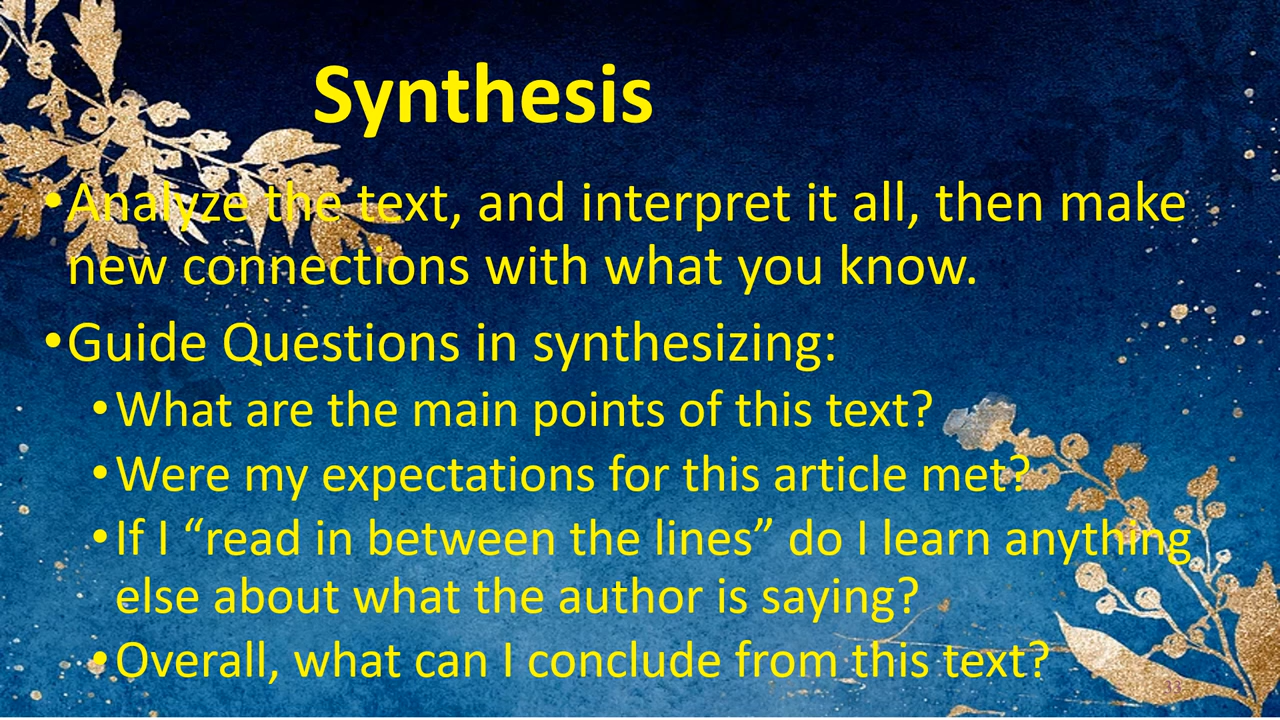 Synthesis
•Analyze the text, and interpret it all, then make
new connections with what you know.
•Guide Questions in synthesizing:
•What are the main points of this text?
•Were my expectations for this article met?
•If I “read in between the lines” do I learn anything
else about what the author is saying?
•Overall, what can I conclude from this text?
33